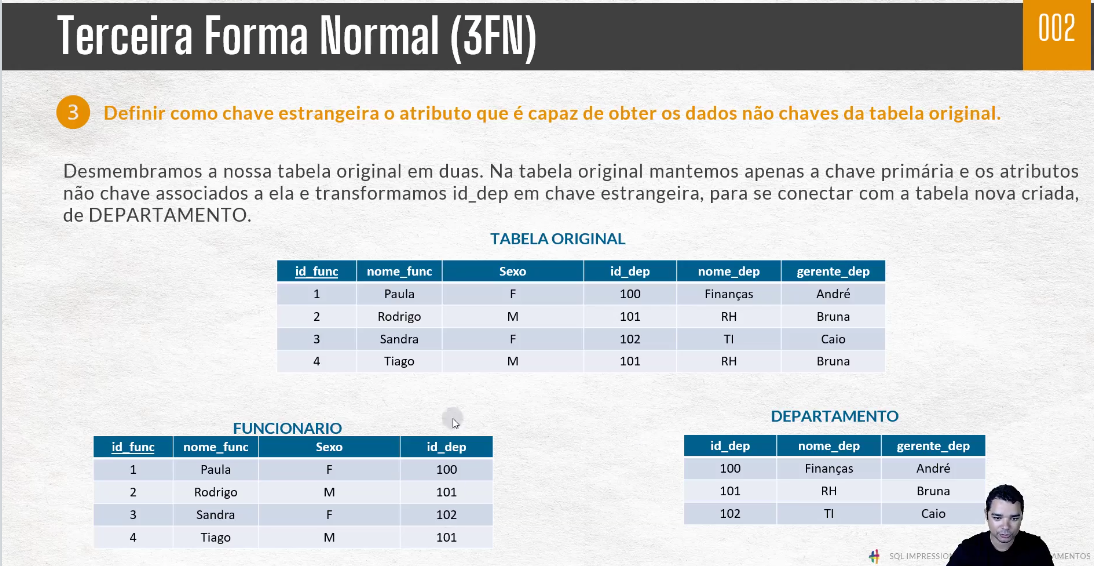 Terceira Forma Normal (3FN)
002
3 Definir como chave estrangeira o atributo que é capaz de obter os dados não chaves da tabela original.
Desmembramos a nossa tabela original em duas. Na tabela original mantemos apenas a chave primária e os atributos
não chave associados a ela e transformamos id_dep em chave estrangeira, para se conectar com a tabela nova criada,
de DEPARTAMENTO.
TABELA ORIGINAL
id_func nome_func Sexo id_dep nome_dep gerente_dep
1 Paula F 100 Finanças André
2 Rodrigo M 101 RH Bruna
3 Sandra F 102 TI Caio
4 Tiago M 101 RH Bruna
FUNCIONARIO
id_func nome_func Sexo id_dep
1 Paula F 100
2 Rodrigo M 101
3 Sandra F 102
4 Tiago M 101
DEPARTAMENTO
id_dep nome_dep gerente_dep
100 Finanças André
101 RH Bruna
102 TI Caio
SQL IMPRESSION